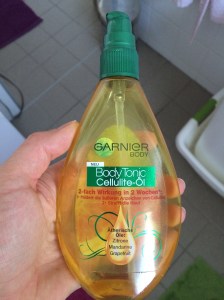 GARNIER
BODY
NEU
BodyTonic
Cellulite-Öl
2-fach Wirkung in 2 Wochen
Ätherische
Öle:
Zitrone
Mandarine
Grapefruit